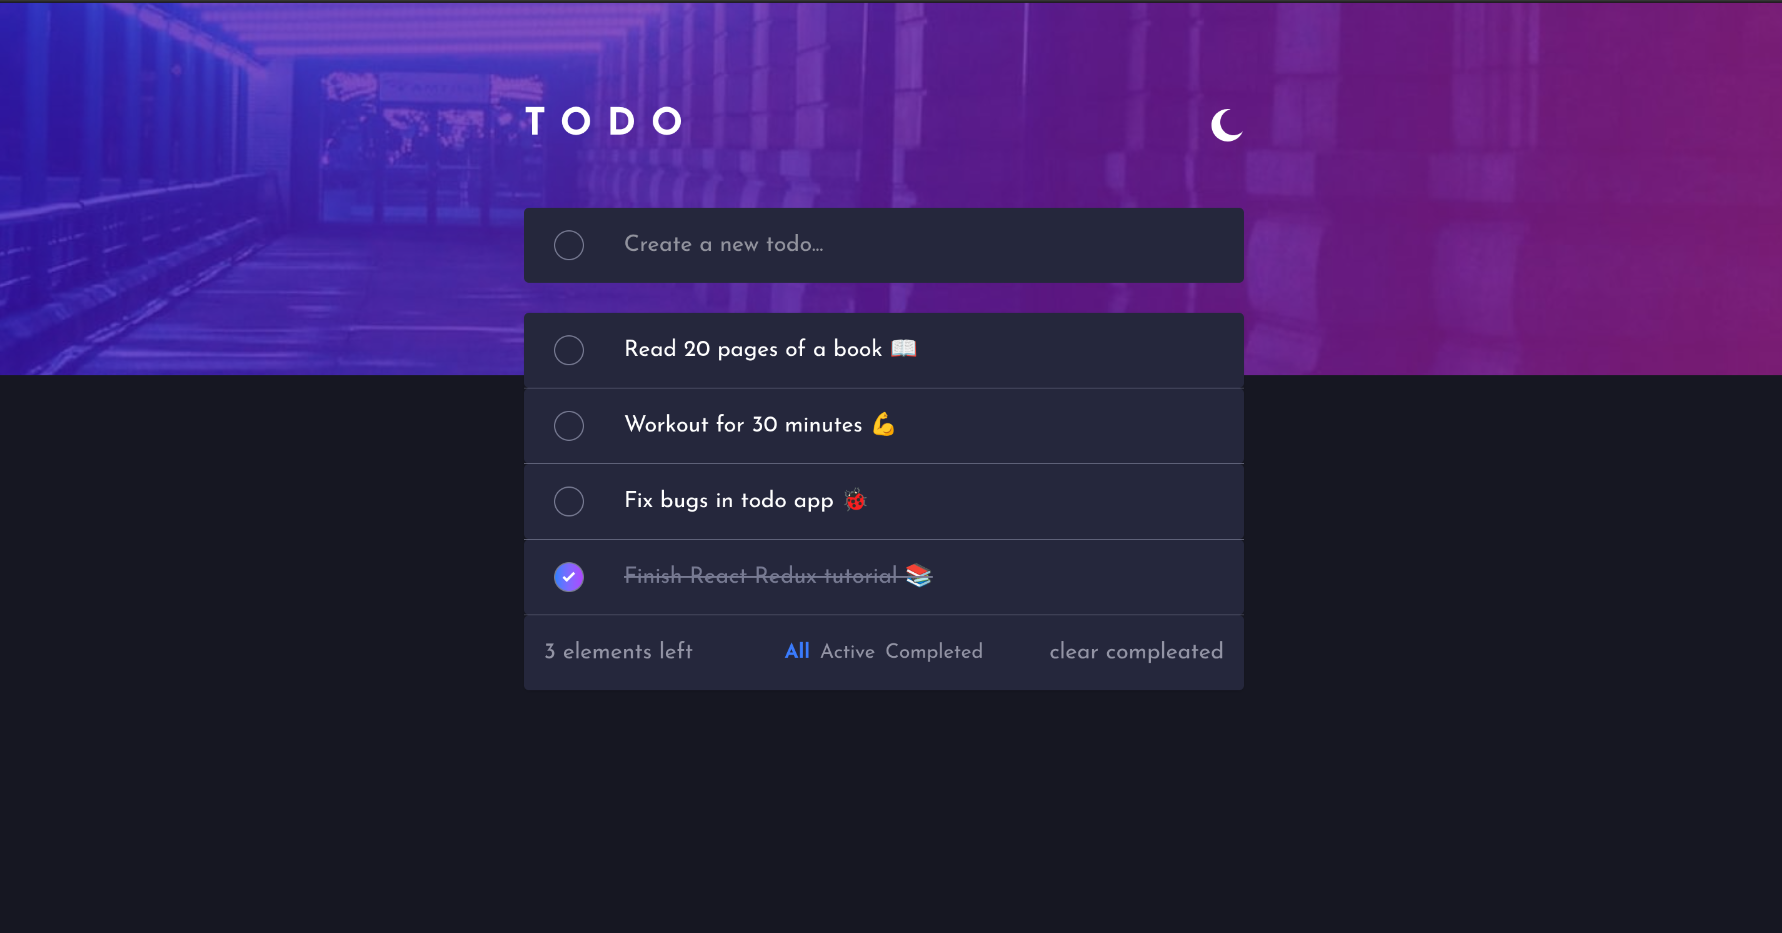 TODO
Create a new todo...
Read 20 pages of a book 📖
Workout for 30 minutes 💪
Fix bugs in todo app 🐞
Finish React Redux tutorial 📚
3 elements left All Active Completed clear compleated